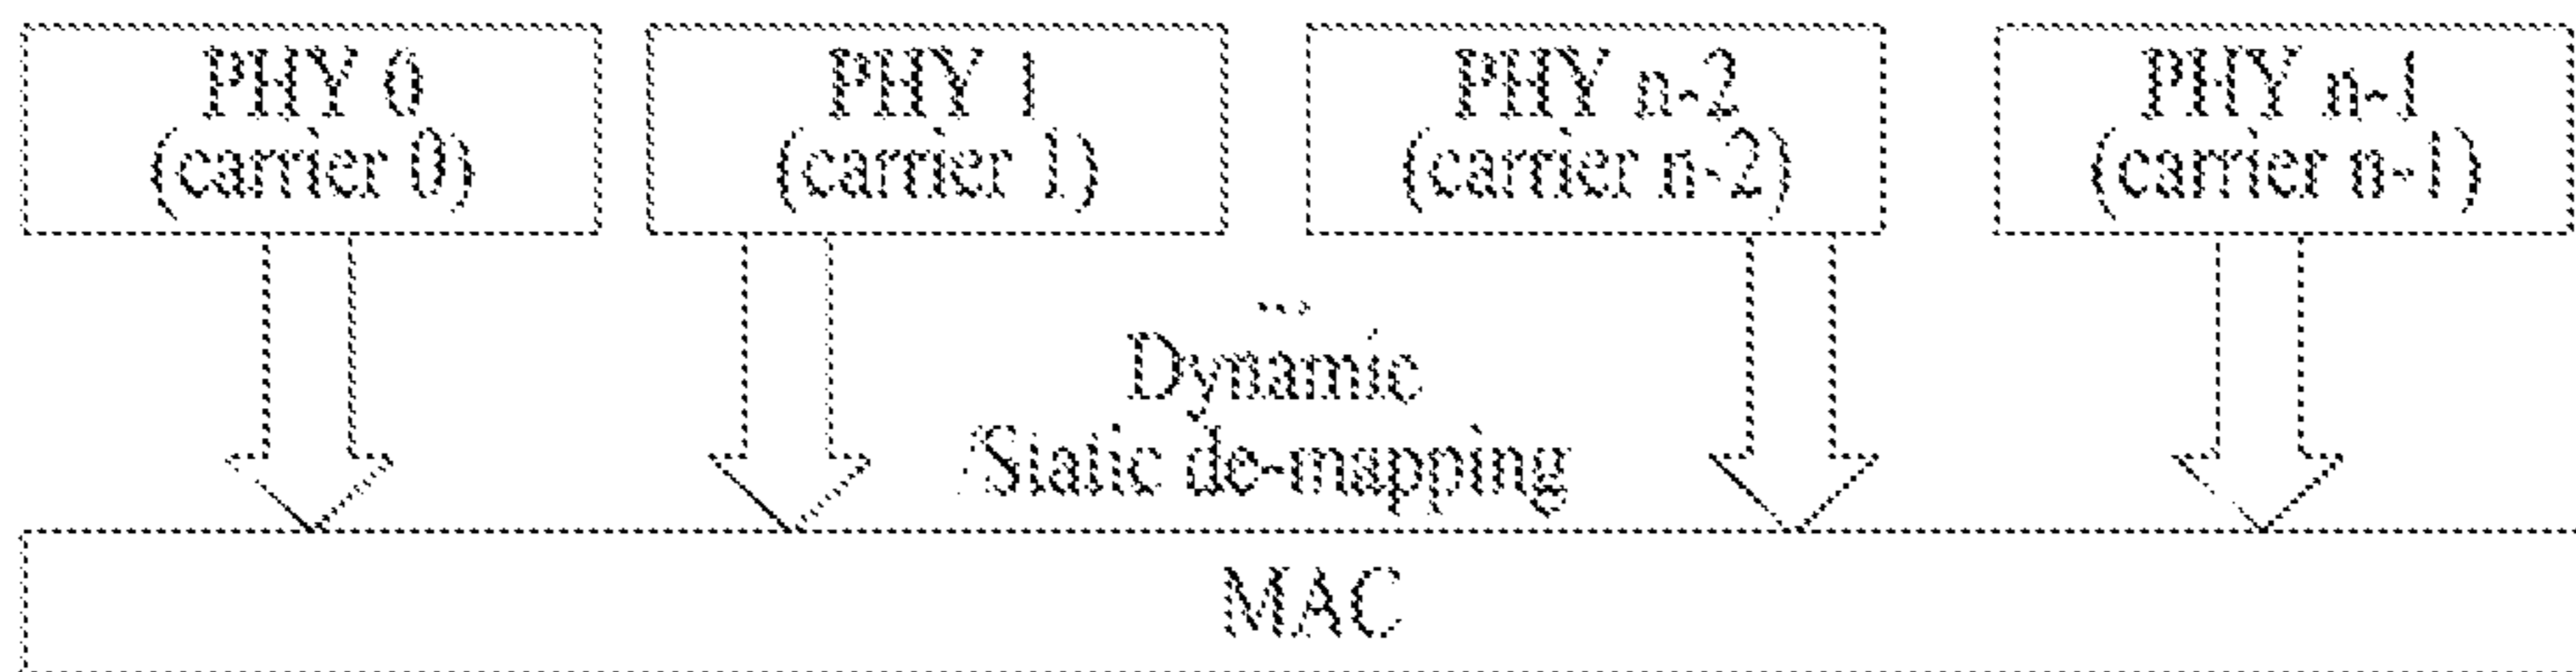 PHY 0
(carrier 0)
PHY 1
(carrier 1)
PHY n-2
(carrier n-2)
PHY n-1
(carrier n-1)
...
Dynamic
/Static de-mapping
MAC